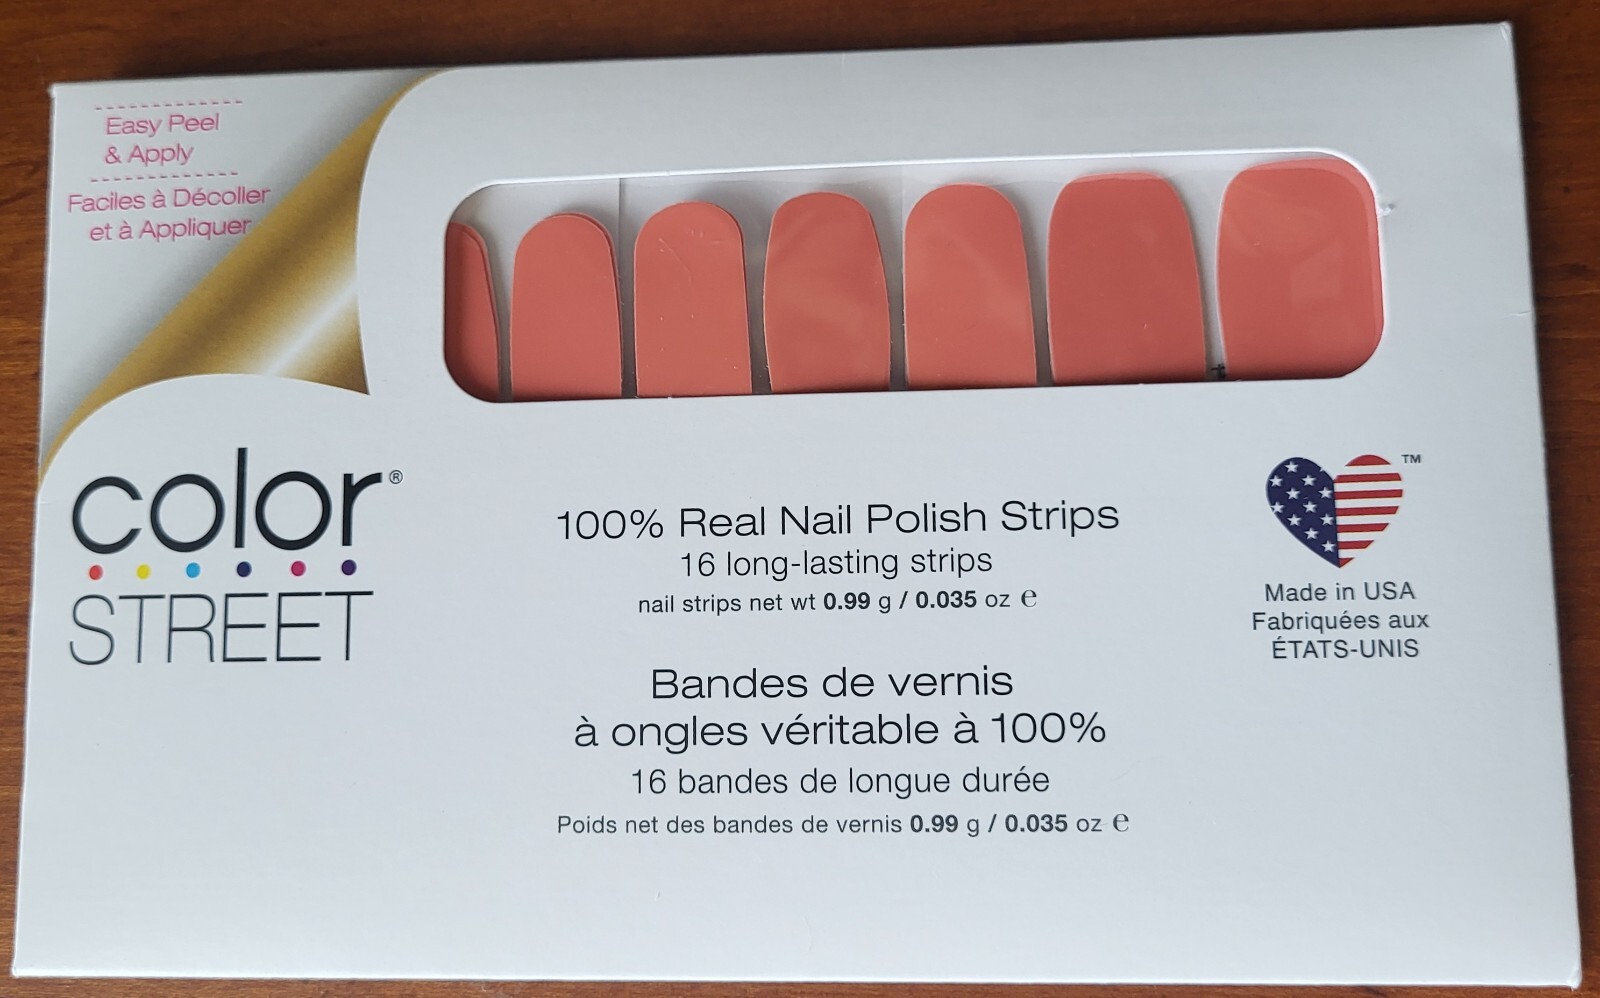 Easy Peel
& Apply
Faciles à Décoller
et à Appliquer
color®
STREET
100% Real Nail Polish Strips
16 long-lasting strips
nail strips net wt 0.99 g / 0.035 oz ℮
Bandes de vernis
à ongles véritable à 100%
16 bandes de longue durée
Poids net des bandes de vernis 0.99 g / 0.035 oz ℮
TM
Made in USA
Fabriquées aux
ÉTATS-UNIS